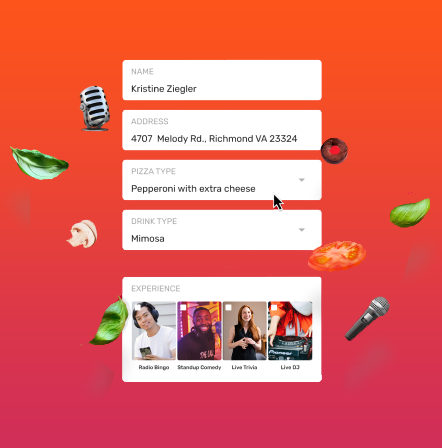 NAME
Kristine Ziegler
ADDRESS
4707 Melody Rd., Richmond VA 23324
PIZZA TYPE
Pepperoni with extra cheese
DRINK TYPE
Mimosa
EXPERIENCE
Pioneer
Radio Bingo
Standup Comedy
Live Trivia
Live DJ